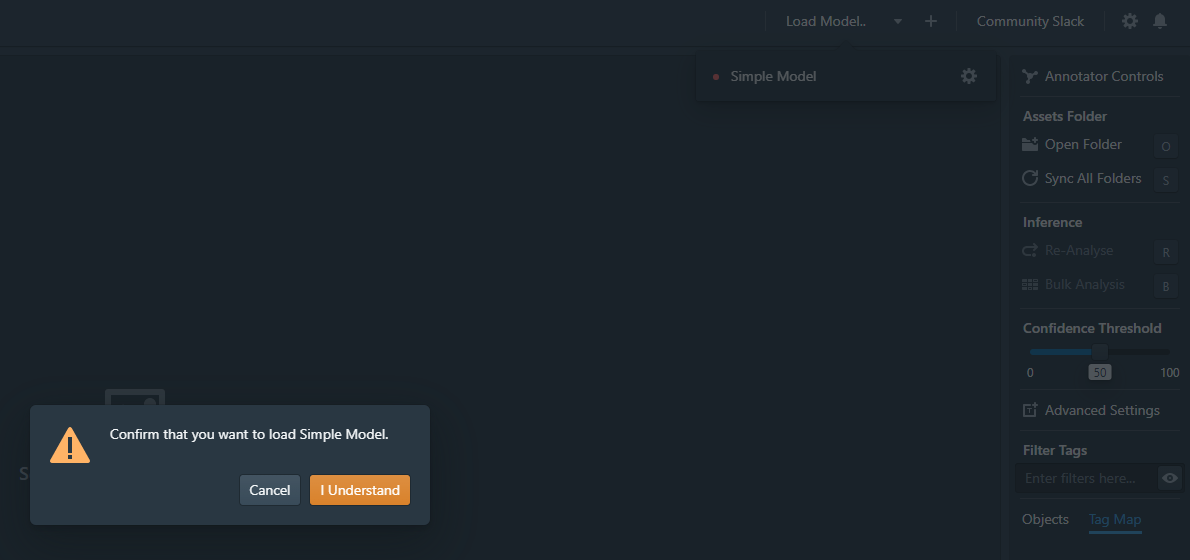 Load Model..
+
Community Slack
Simple Model
Annotator Controls
Assets Folder
Open Folder O
Sync All Folders S
Inference
Re-Analyse R
Bulk Analysis B
Confidence Threshold
0 50 100
Advanced Settings
Filter Tags
Enter filters here...
Objects Tag Map
Confirm that you want to load Simple Model.
Cancel I Understand
S